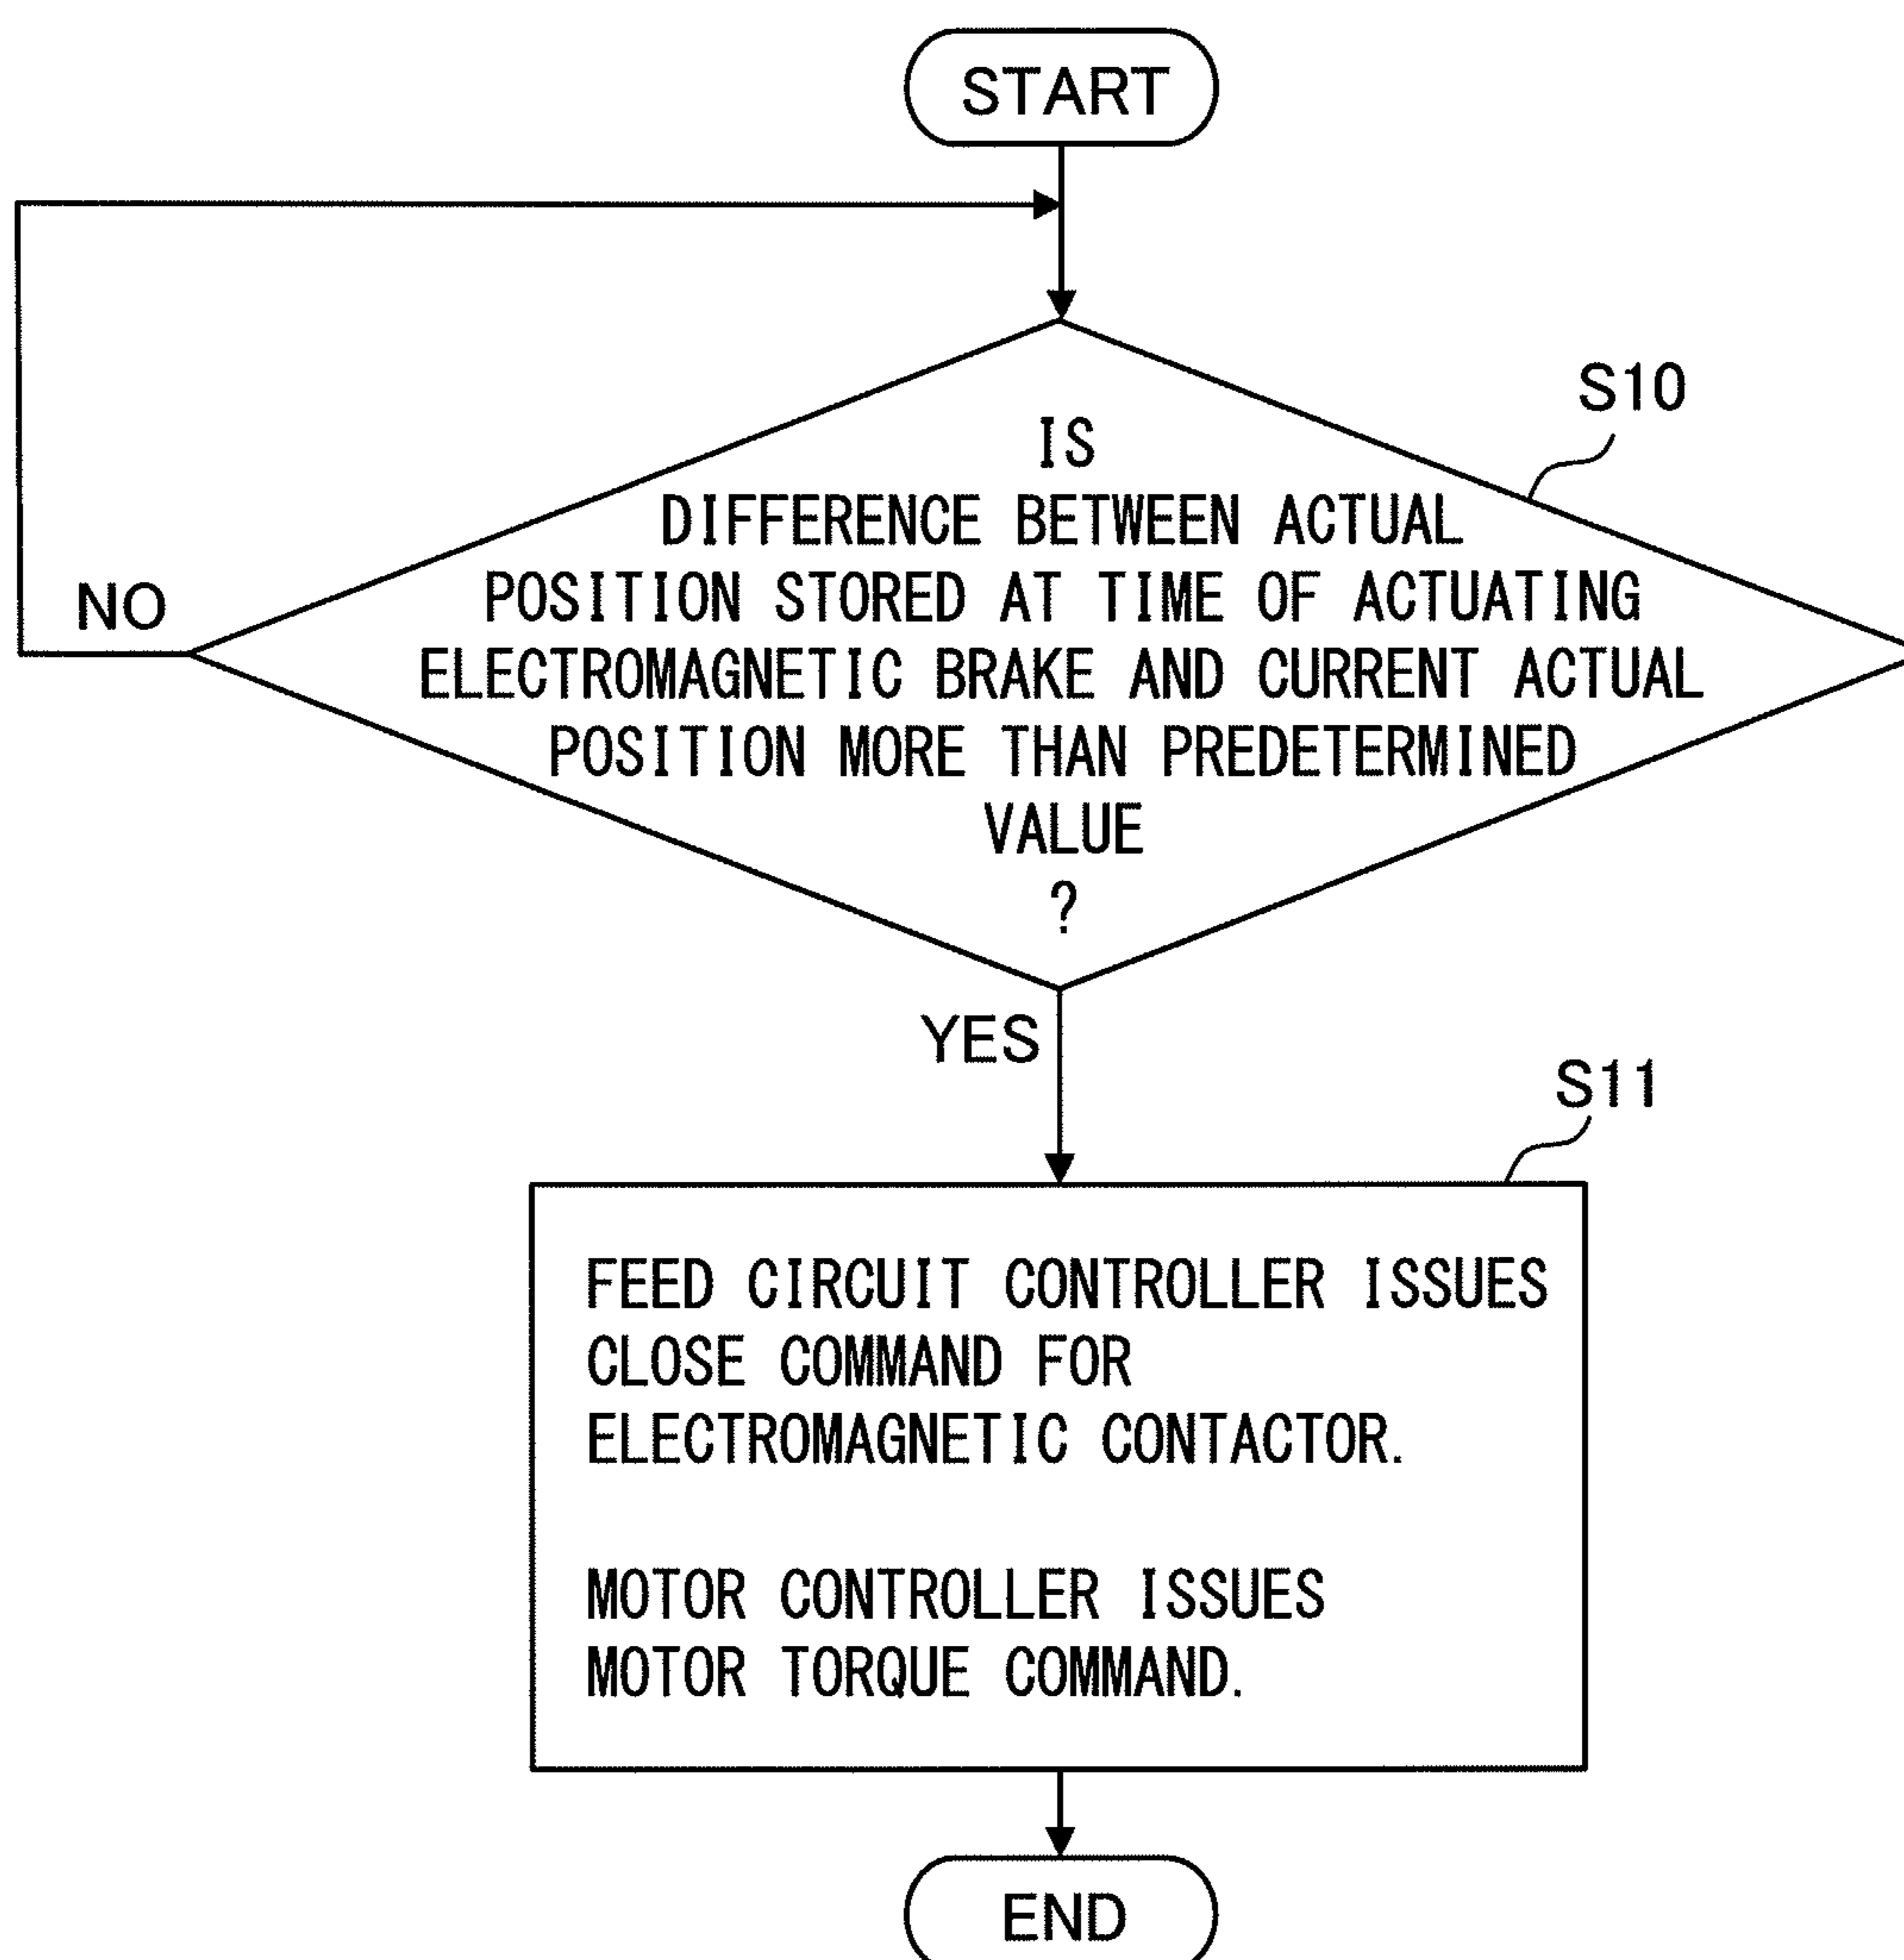 START
S10
IS
DIFFERENCE BETWEEN ACTUAL
POSITION STORED AT TIME OF ACTUATING
ELECTROMAGNETIC BRAKE AND CURRENT ACTUAL
POSITION MORE THAN PREDETERMINED
VALUE
?
NO
YES
S11
FEED CIRCUIT CONTROLLER ISSUES
CLOSE COMMAND FOR
ELECTROMAGNETIC CONTACTOR.
MOTOR CONTROLLER ISSUES
MOTOR TORQUE COMMAND.
END